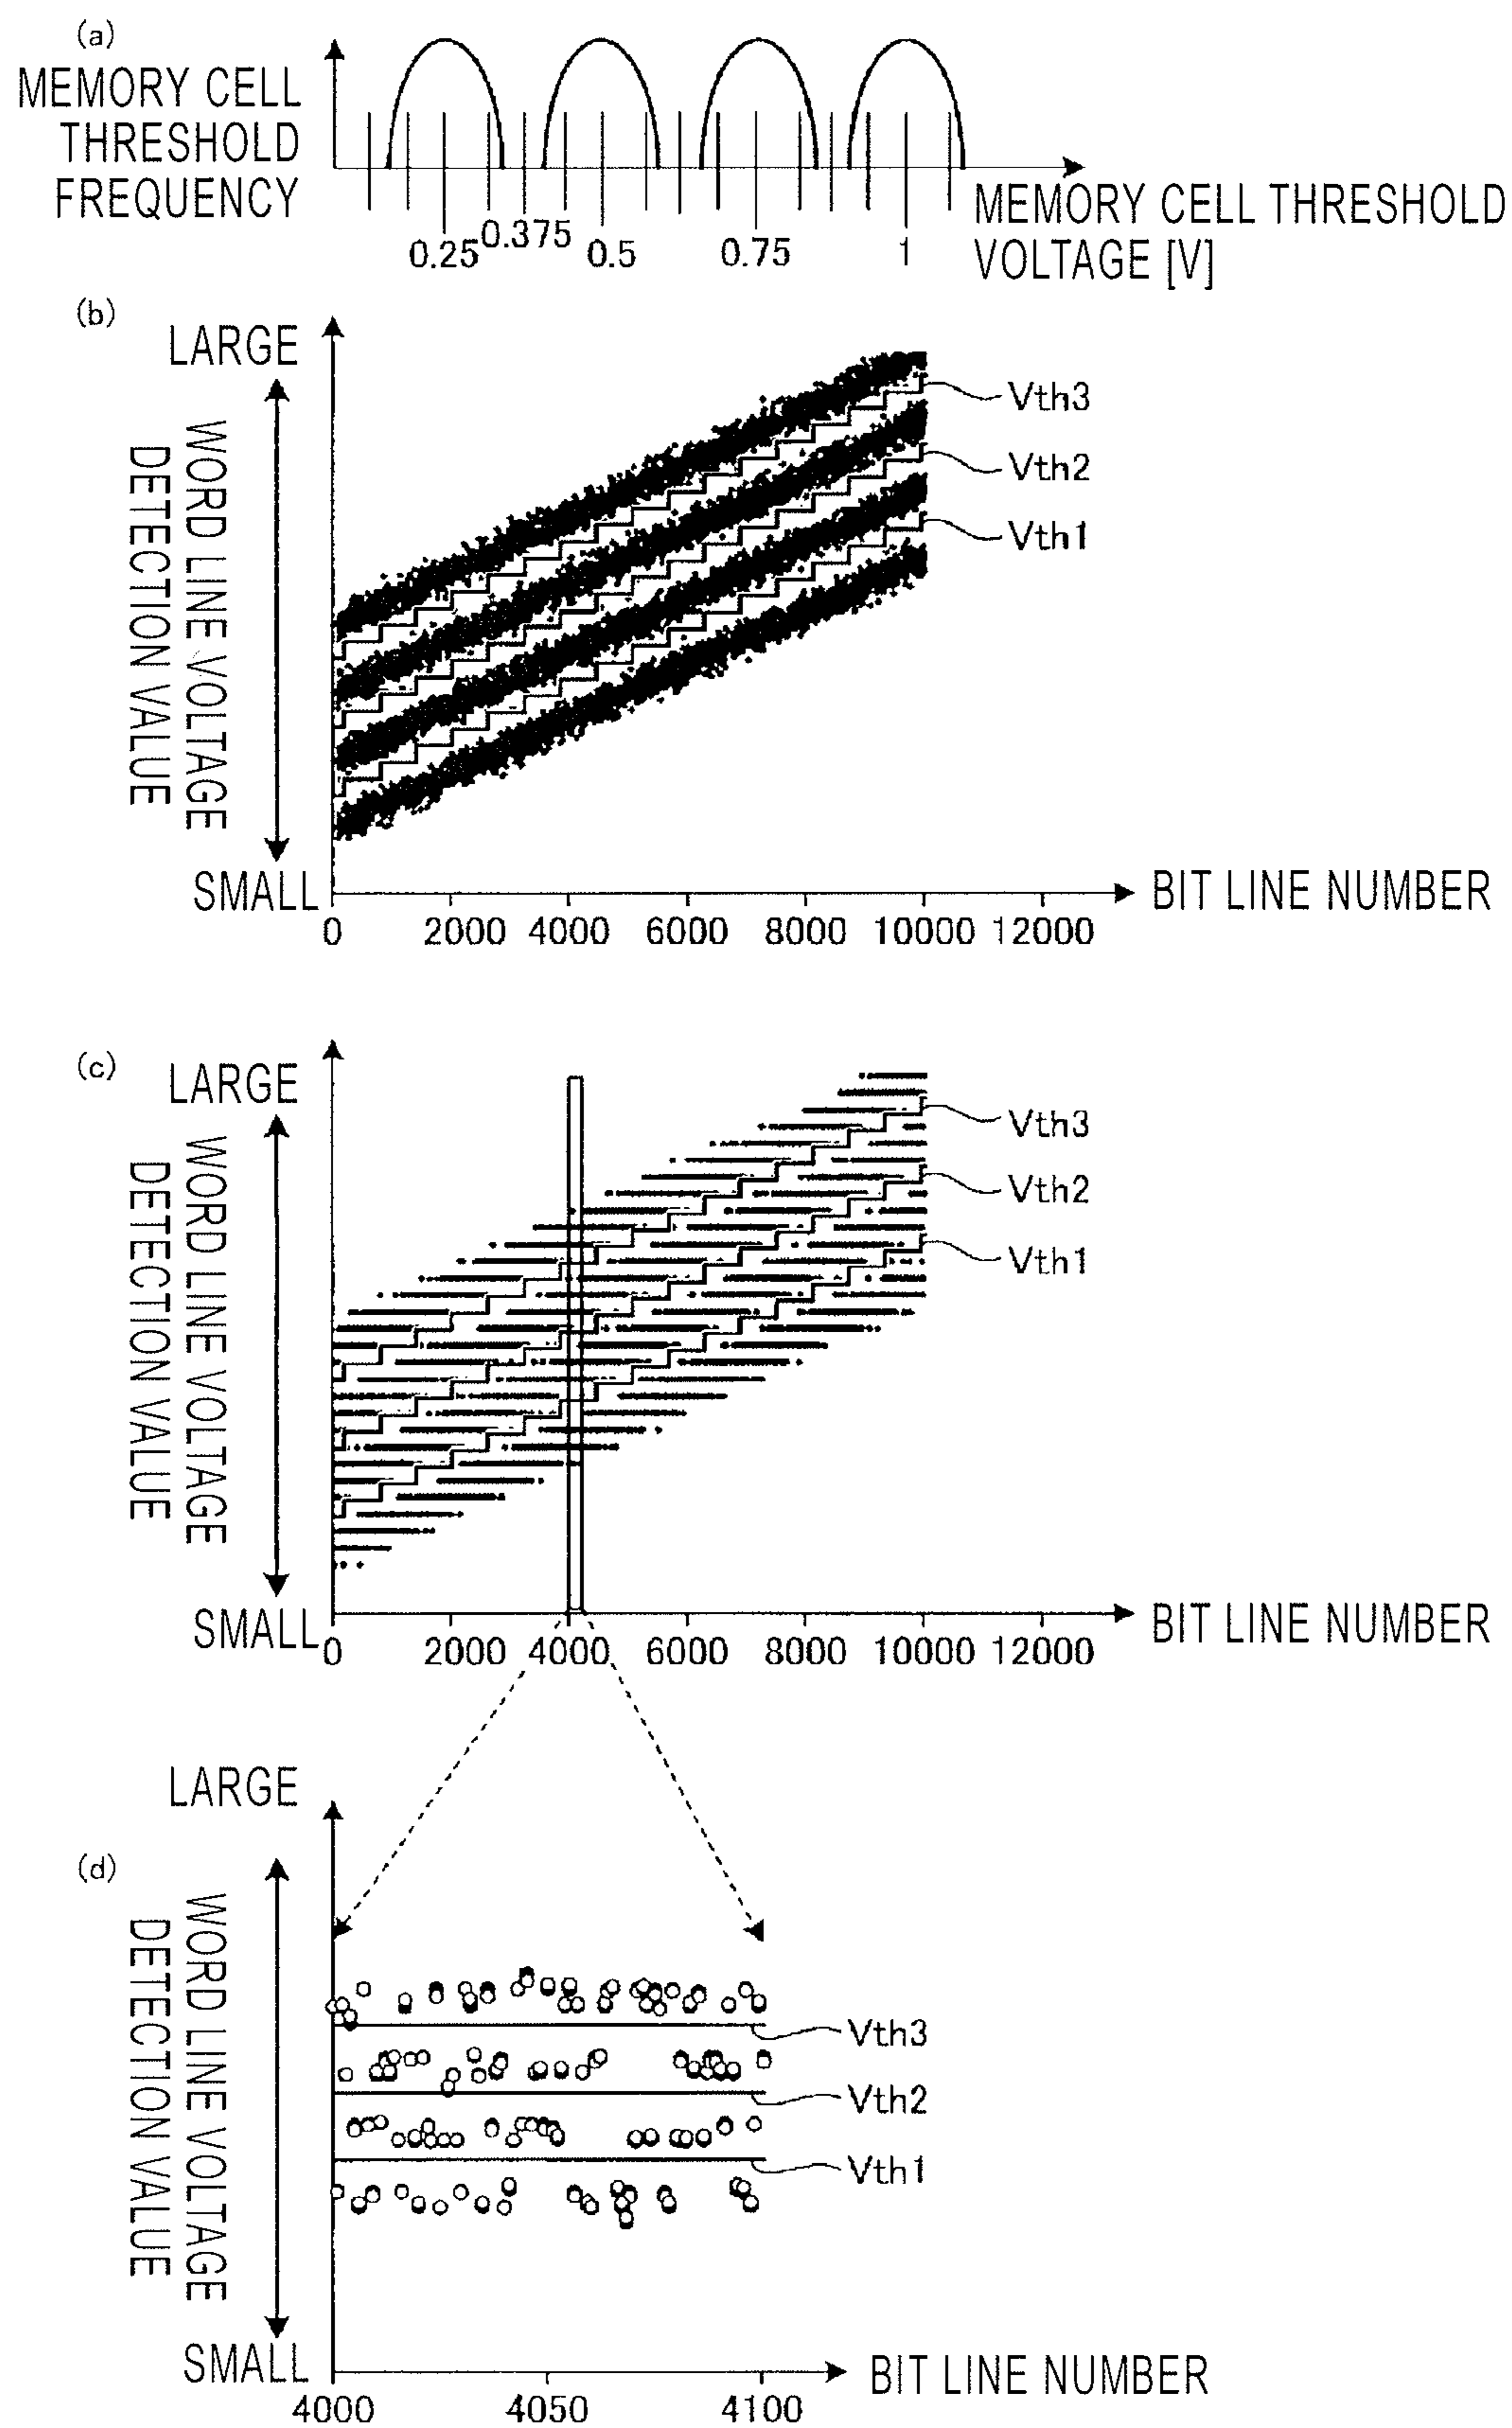 (a)
MEMORY CELL
THRESHOLD
FREQUENCY
0.25
0.375
0.5
0.75
1
MEMORY CELL THRESHOLD
VOLTAGE [V]
(b)
LARGE
WORD LINE VOLTAGE
DETECTION VALUE
SMALL
Vth3
Vth2
Vth1
0 2000 4000 6000 8000 10000 12000
BIT LINE NUMBER
(c)
LARGE
WORD LINE VOLTAGE
DETECTION VALUE
SMALL
Vth3
Vth2
Vth1
0 2000 4000 6000 8000 10000 12000
BIT LINE NUMBER
LARGE
(d)
WORD LINE VOLTAGE
DETECTION VALUE
SMALL
Vth3
Vth2
Vth1
4000 4050 4100
BIT LINE NUMBER